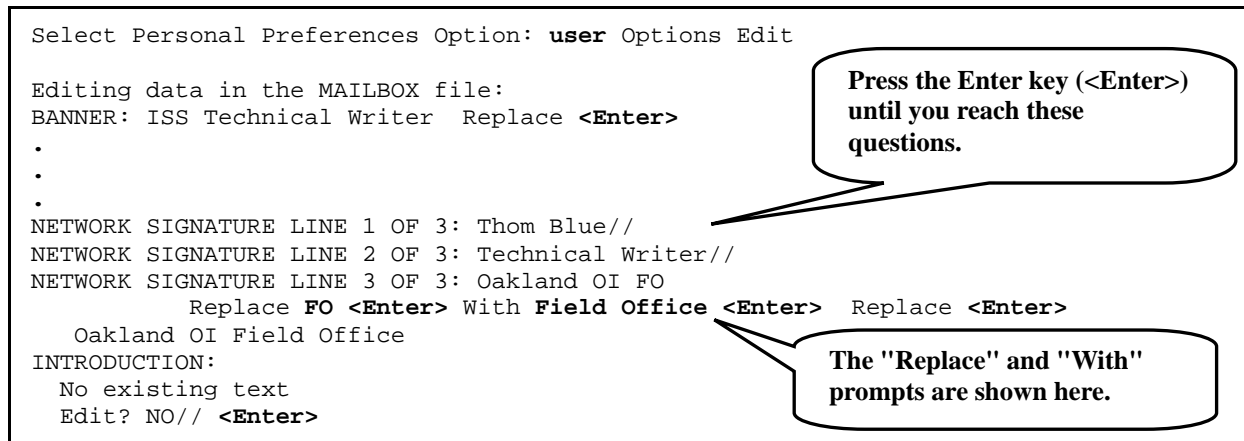 Select Personal Preferences Option: user Options Edit
Editing data in the MAILBOX file:
BANNER: ISS Technical Writer  Replace <Enter>
.
.
.
NETWORK SIGNATURE LINE 1 OF 3: Thom Blue//
NETWORK SIGNATURE LINE 2 OF 3: Technical Writer//
NETWORK SIGNATURE LINE 3 OF 3: Oakland OI FO
Replace FO <Enter> With Field Office <Enter>  Replace <Enter>
Oakland OI Field Office
INTRODUCTION:
No existing text
Edit? NO// <Enter>
Press the Enter key (<Enter>)
until you reach these
questions.
The "Replace" and "With"
prompts are shown here.